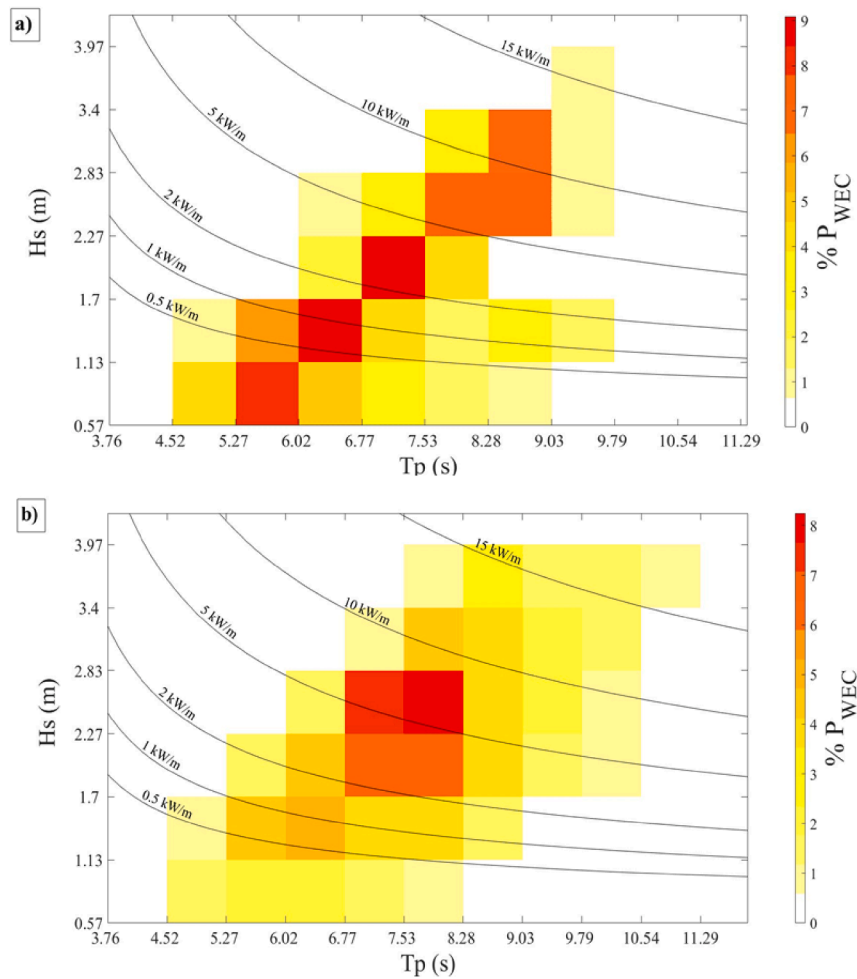 a)
3.97
3.4
2.83
2.27
1.7
1.13
0.57
Hs (m)
15 kW/m
10 kW/m
5 kW/m
2 kW/m
1 kW/m
0.5 kW/m
3.76 4.52 5.27 6.02 6.77 7.53 8.28 9.03 9.79 10.54 11.29
Tp (s)
9
8
7
6
5
4
3
2
1
0
% PWEC
b)
3.97
3.4
2.83
2.27
1.7
1.13
0.57
Hs (m)
15 kW/m
10 kW/m
5 kW/m
2 kW/m
1 kW/m
0.5 kW/m
3.76 4.52 5.27 6.02 6.77 7.53 8.28 9.03 9.79 10.54 11.29
Tp (s)
8
7
6
5
4
3
2
1
0
% PWEC